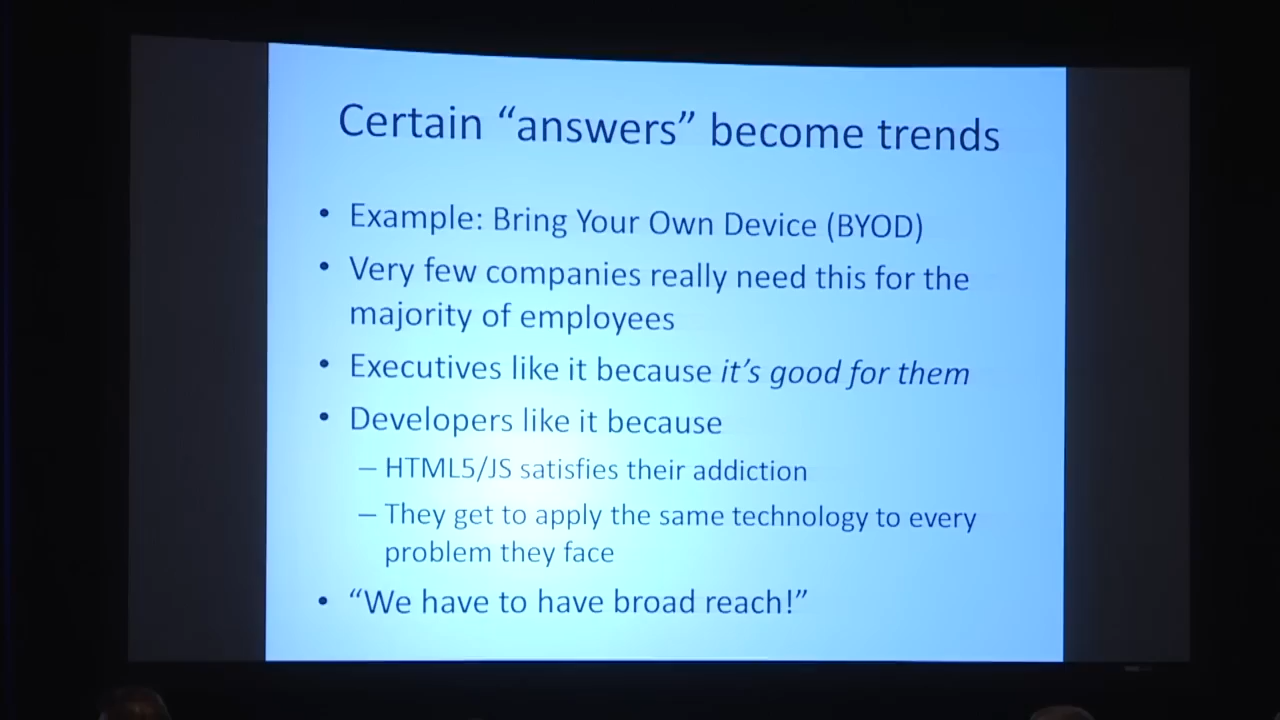 Certain “answers” become trends
• Example: Bring Your Own Device (BYOD)
• Very few companies really need this for the
majority of employees
• Executives like it because it’s good for them
• Developers like it because
– HTML5/JS satisfies their addiction
– They get to apply the same technology to every
problem they face
• “We have to have broad reach!”